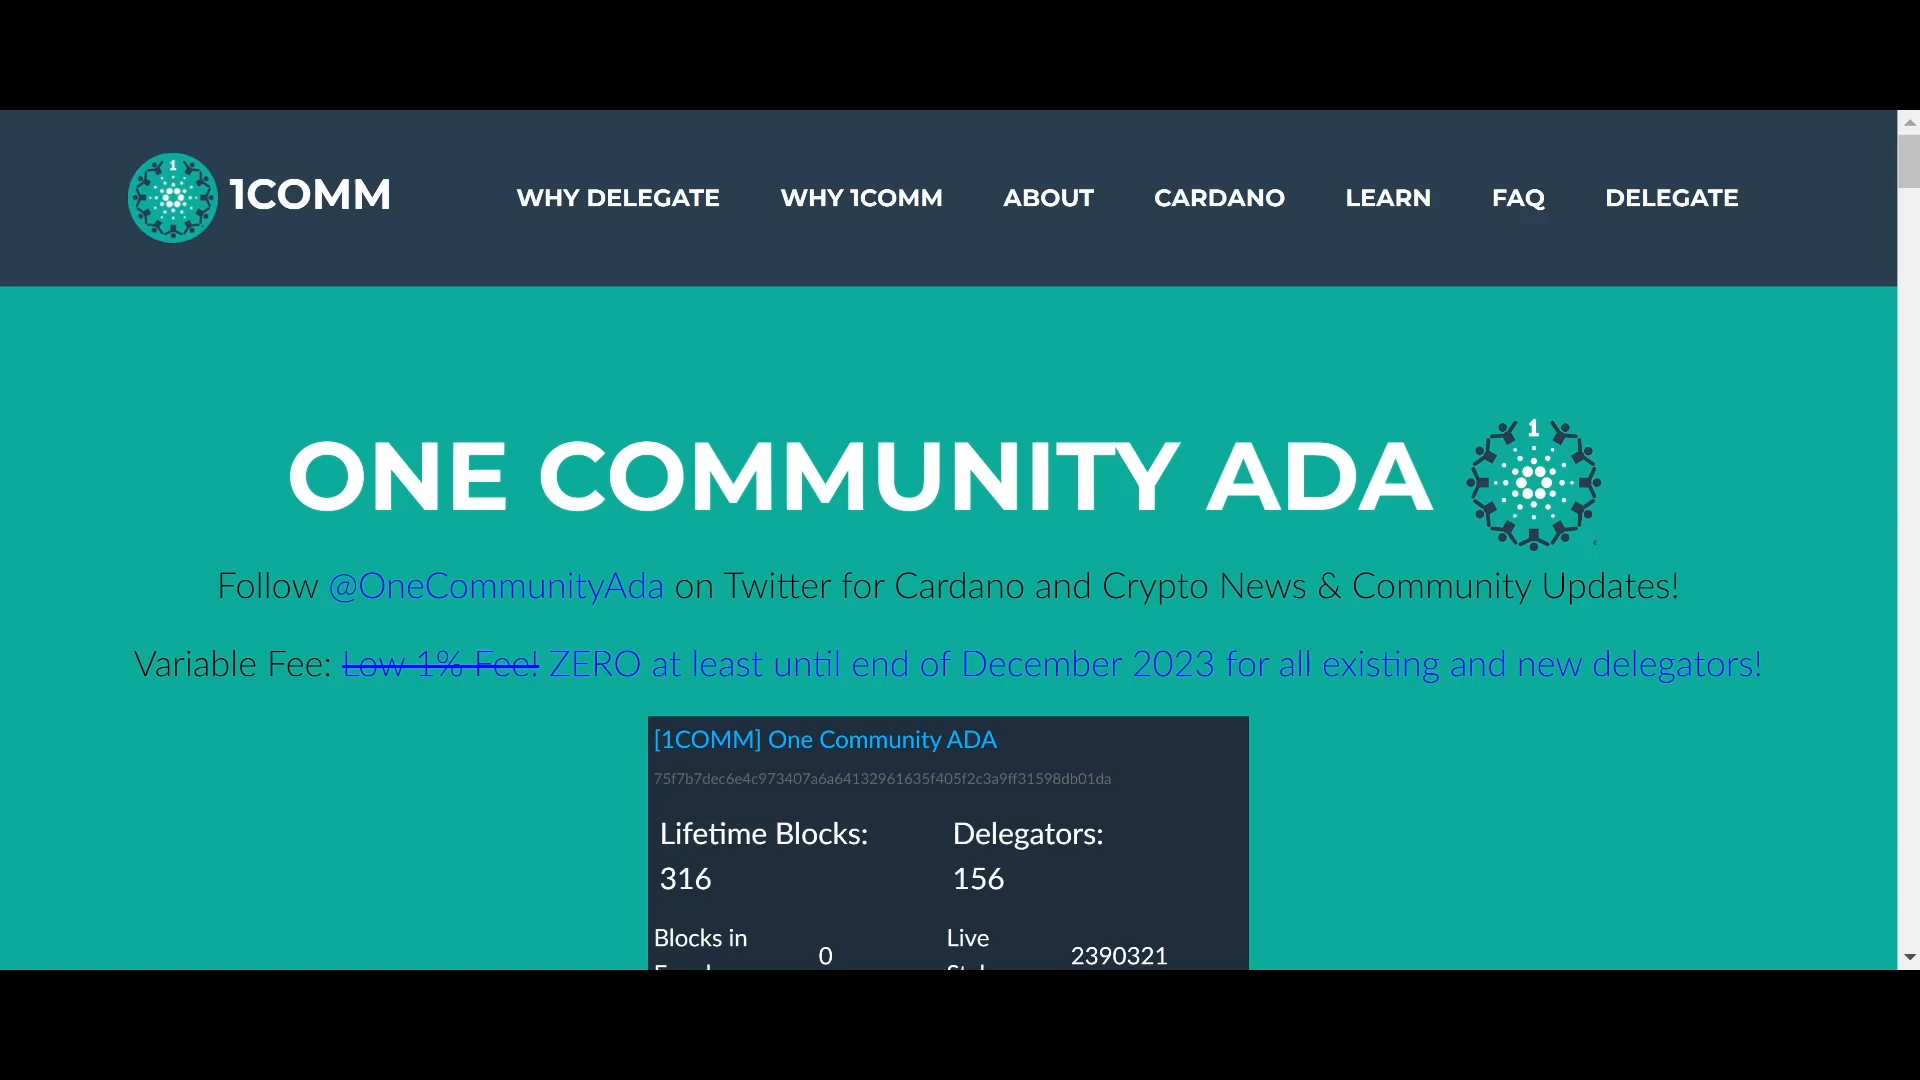 1COMM
WHY DELEGATE
WHY 1COMM
ABOUT
CARDANO
LEARN
FAQ
DELEGATE
ONE COMMUNITY ADA
1
Follow @OneCommunityAda on Twitter for Cardano and Crypto News & Community Updates!
Variable Fee: Low 1% Fee! ZERO at least until end of December 2023 for all existing and new delegators!
[1COMM] One Community ADA
75f7b7dec6e4c973407a6a64132961635f405f2c3a9ff31598db01da
Lifetime Blocks:
316
Delegators:
156
Blocks in
0
Live
2390321